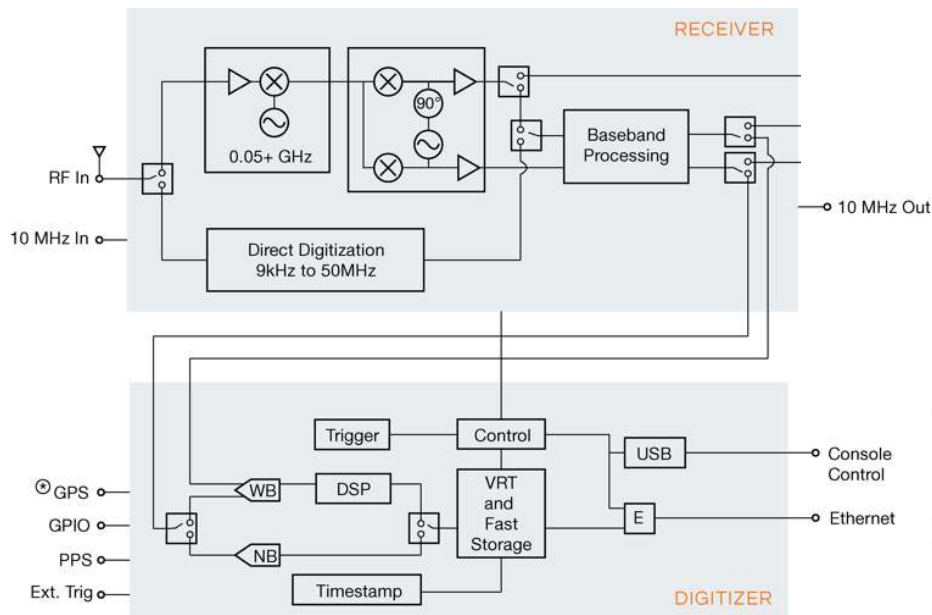 RECEIVER
90°
0.05+ GHz
Baseband
Processing
RF In
10 MHz Out
10 MHz In
Direct Digitization
9kHz to 50MHz
Trigger
Control
USB
Console
Control
WB
DSP
VRT
and
Fast
Storage
GPS
GPIO
E
Ethernet
NB
PPS
Timestamp
Ext. Trig
DIGITIZER